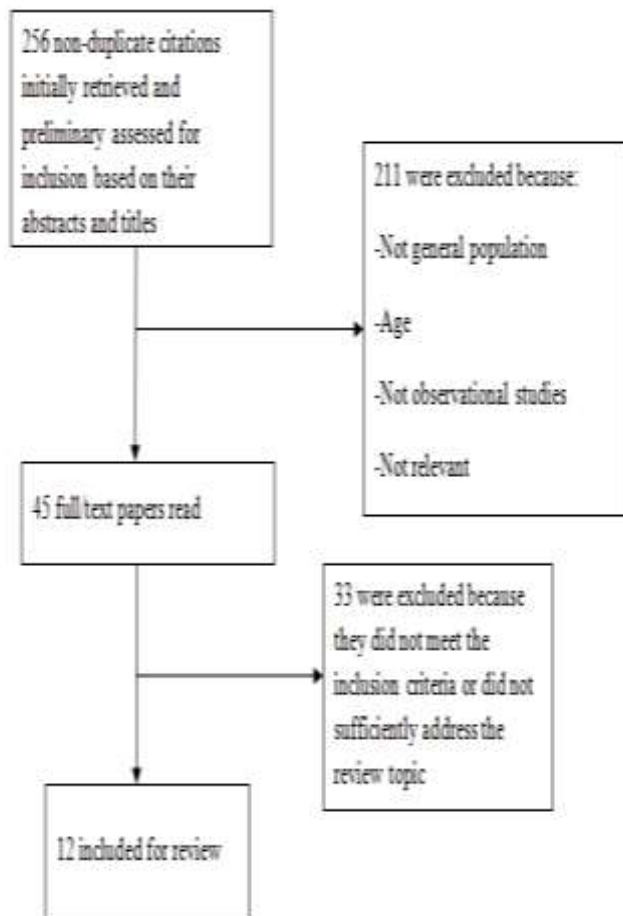 256 non-duplicate citations
initially retrieved and
preliminary assessed for
inclusion based on their
abstracts and titles
211 were excluded because:
-Not general population
-Age
-Not observational studies
-Not relevant
45 full text papers read
33 were excluded because
they did not meet the
inclusion criteria or did not
sufficiently address the
review topic
12 included for review